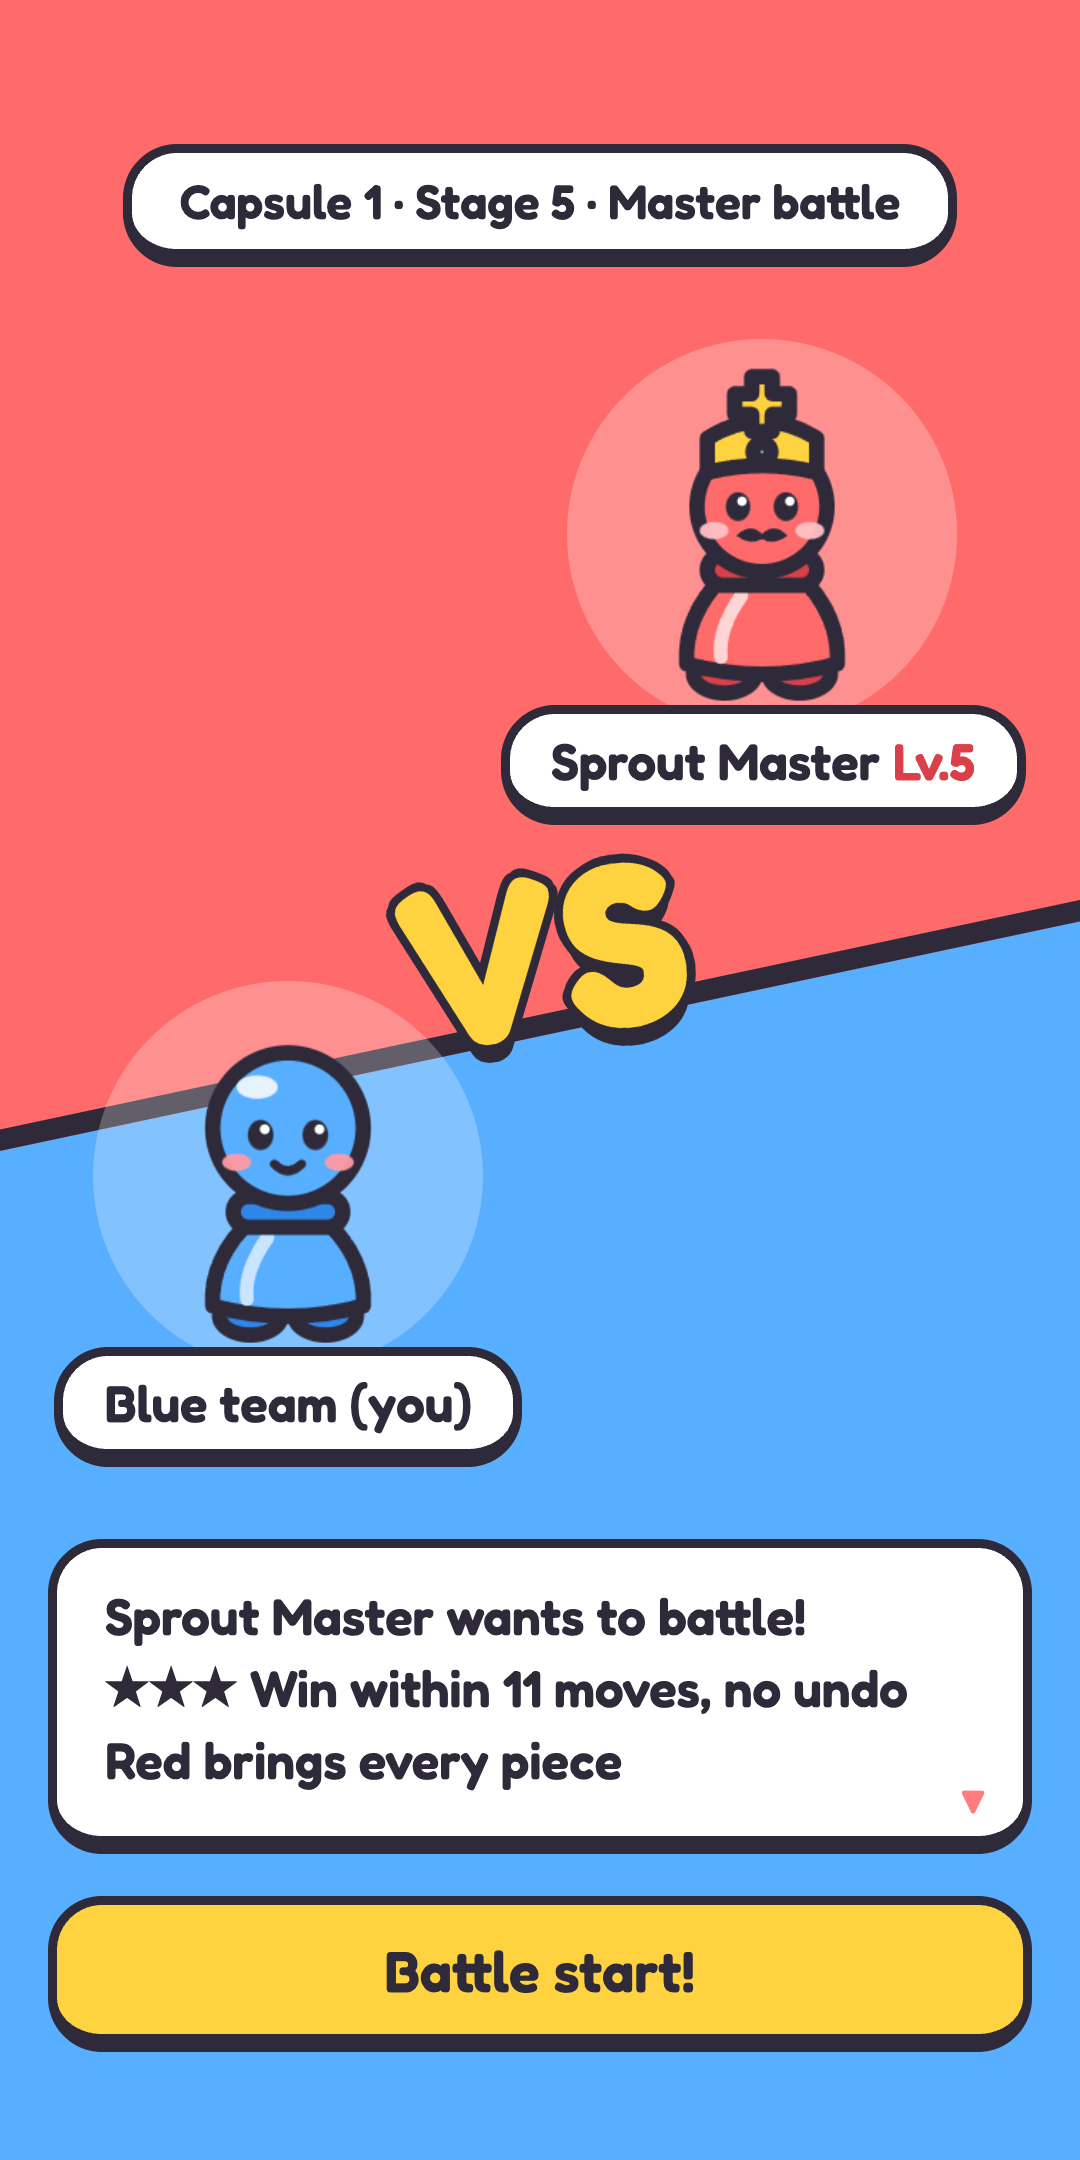 Capsule 1 · Stage 5 · Master battle
Sprout Master Lv.5
VS
Blue team (you)
Sprout Master wants to battle!
★★★ Win within 11 moves, no undo
Red brings every piece
Battle start!